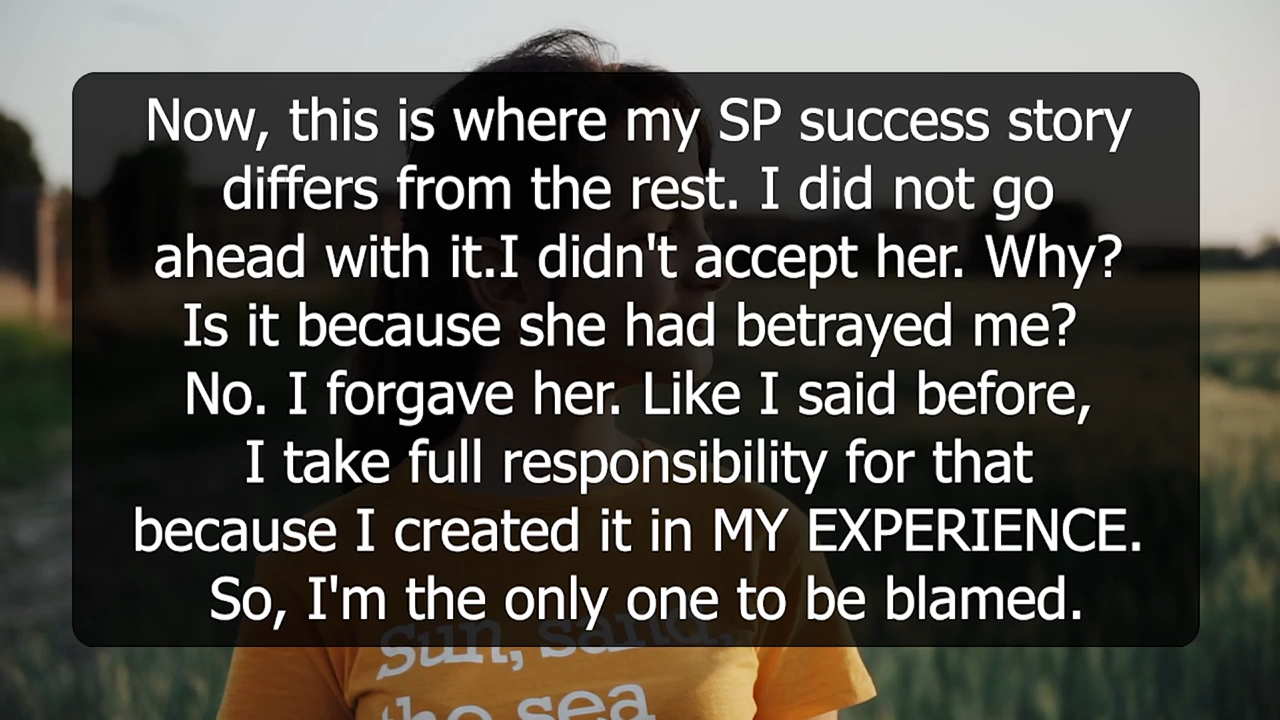 Now, this is where my SP success story
differs from the rest. I did not go
ahead with it.I didn't accept her. Why?
Is it because she had betrayed me?
No. I forgave her. Like I said before,
I take full responsibility for that
because I created it in MY EXPERIENCE.
So, I'm the only one to be blamed.
sun, sand,
the sea